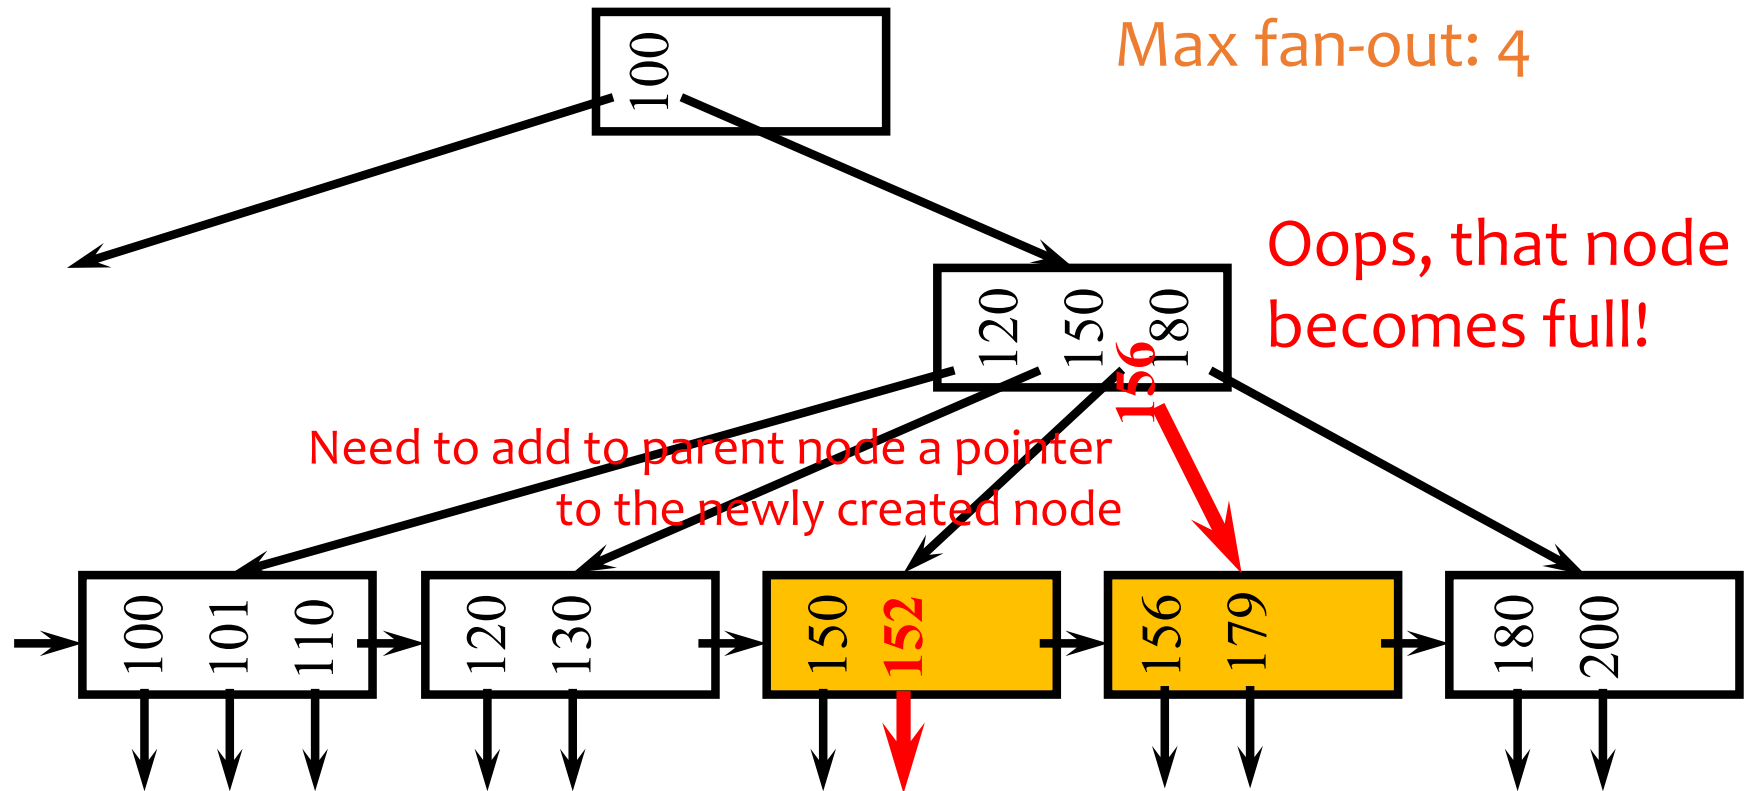 100
Max fan-out: 4
Oops, that node
becomes full!
120 150 156 180
Need to add to parent node a pointer
to the newly created node
100 101 110
120 130
150 152
156 179
180 200